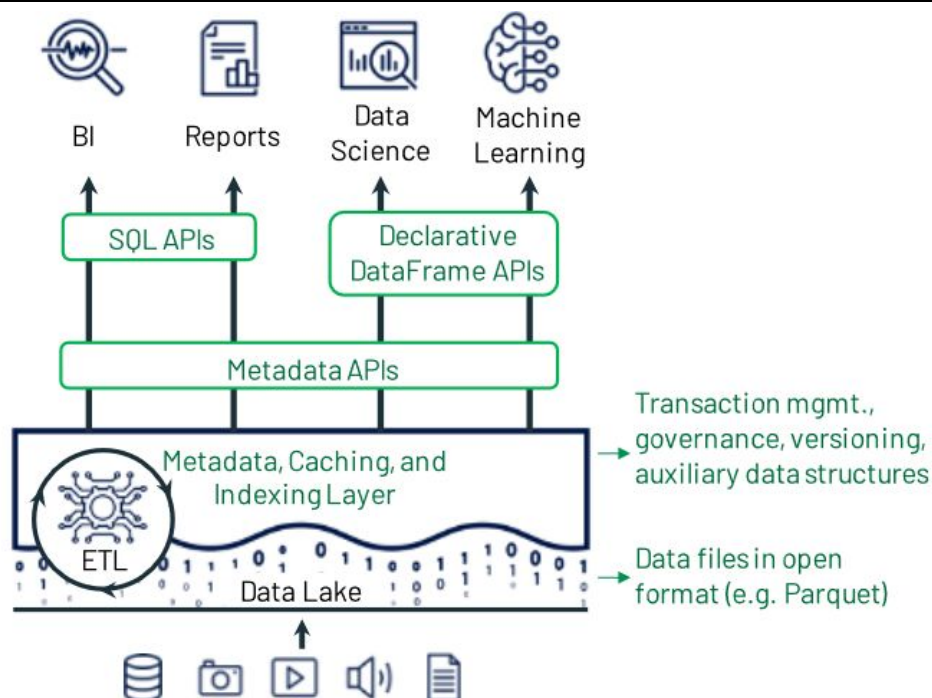 BI
Reports
Data
Science
Machine
Learning
SQL APIs
Declarative
DataFrame APIs
Metadata APIs
Metadata, Caching, and
Indexing Layer
Transaction mgmt.,
governance, versioning,
auxiliary data structures
ETL
Data Lake
Data files in open
format (e.g. Parquet)